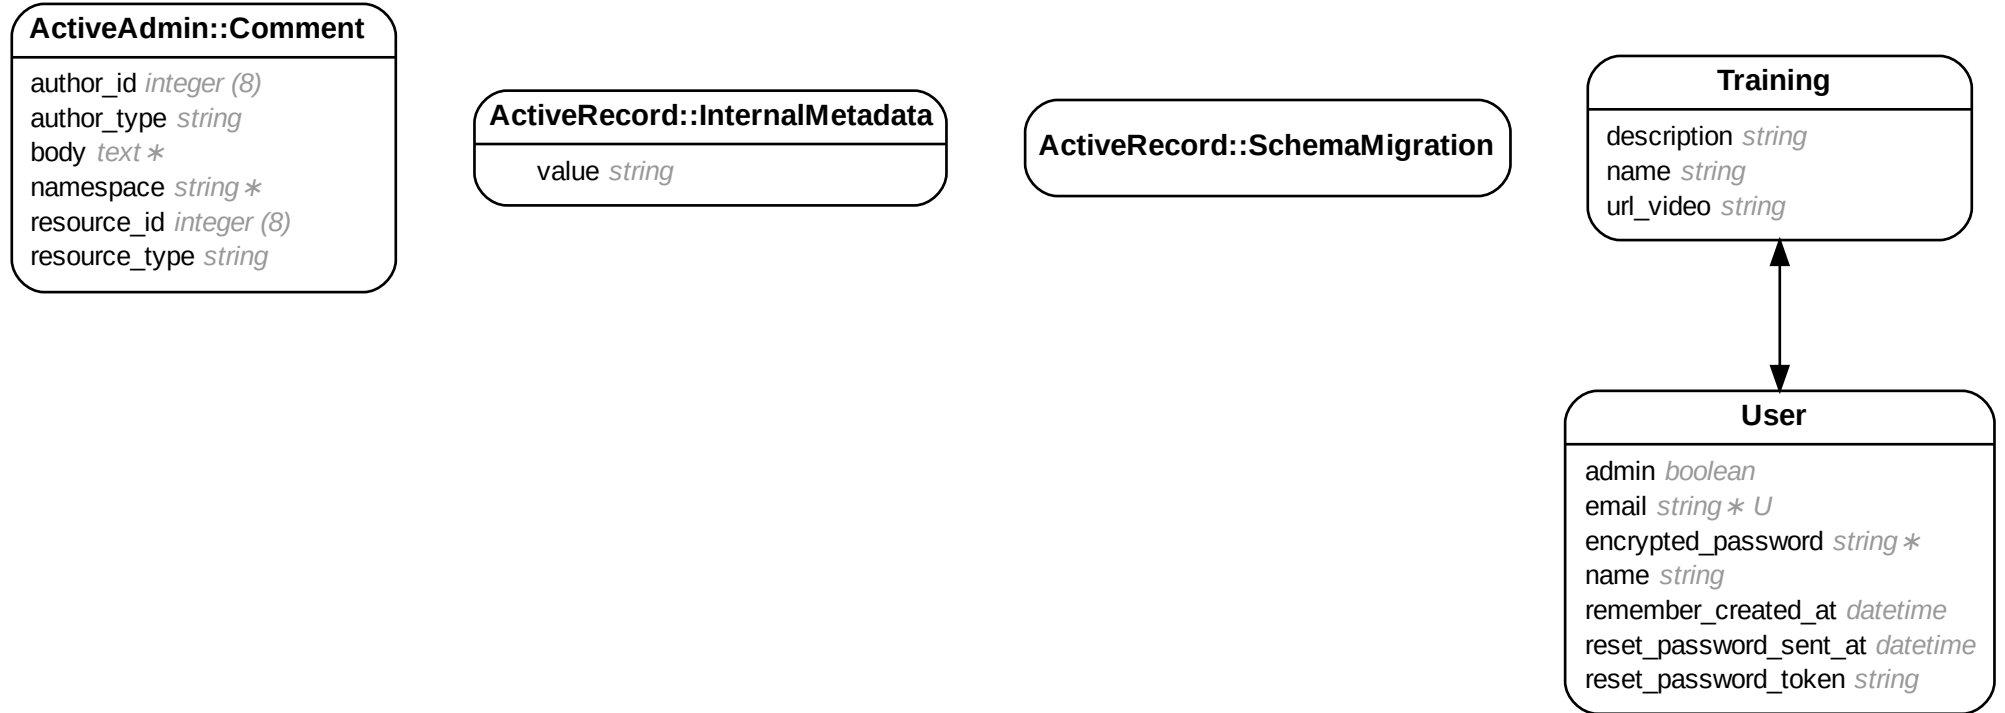 ActiveAdmin::Comment
author_id integer (8)
author_type string
body text ∗
namespace string ∗
resource_id integer (8)
resource_type string
ActiveRecord::InternalMetadata
value string
ActiveRecord::SchemaMigration
Training
description string
name string
url_video string
User
admin boolean
email string ∗ U
encrypted_password string ∗
name string
remember_created_at datetime
reset_password_sent_at datetime
reset_password_token string